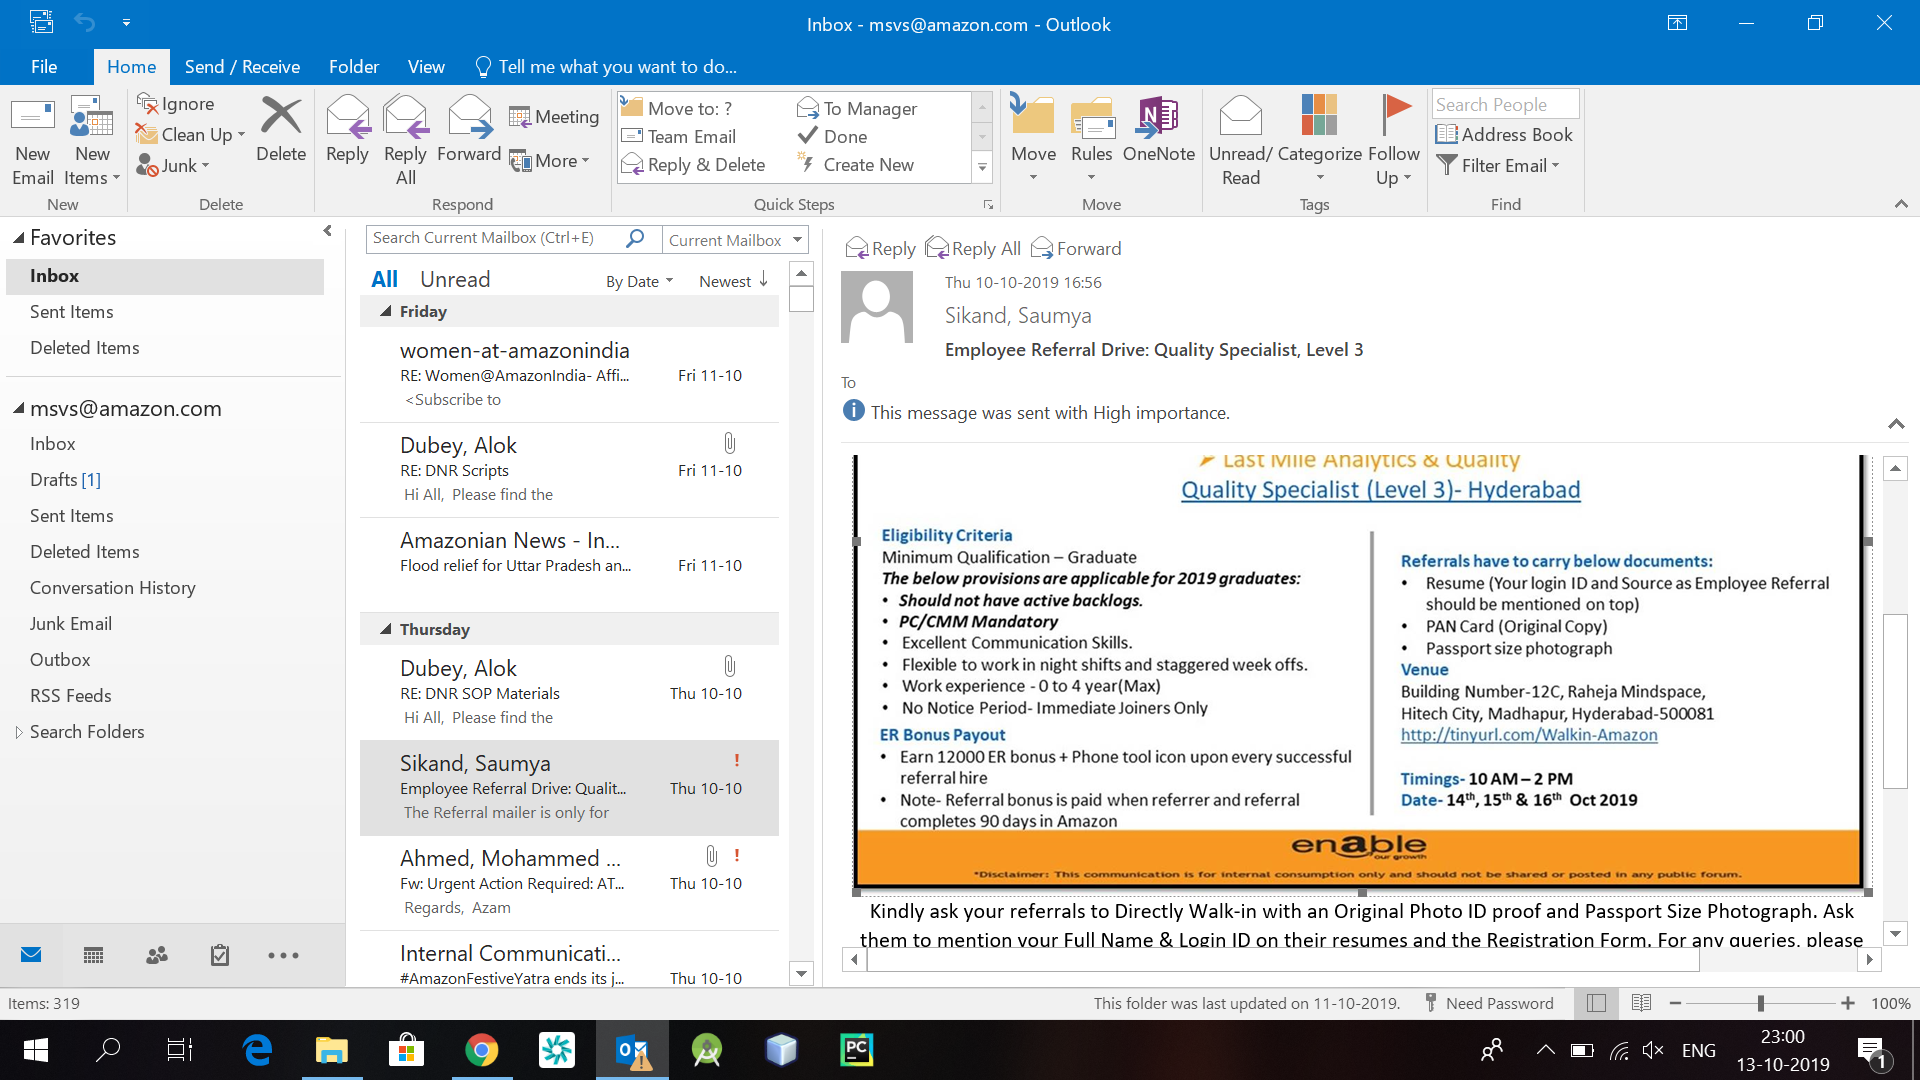 Inbox - msvs@amazon.com - Outlook
File Home Send / Receive Folder View Tell me what you want to do...
New Email
New Items
New
Ignore
Clean Up
Junk
Delete
Delete
Reply
Reply All
Forward
Meeting
More
Respond
Move to: ?
Team Email
Reply & Delete
To Manager
Done
Create New
Quick Steps
Move
Rules
OneNote
Move
Unread/ Read
Categorize
Follow Up
Tags
Search People
Address Book
Filter Email
Find
Favorites
Inbox
Sent Items
Deleted Items
msvs@amazon.com
Inbox
Drafts [1]
Sent Items
Deleted Items
Conversation History
Junk Email
Outbox
RSS Feeds
Search Folders
Search Current Mailbox (Ctrl+E) Current Mailbox
All Unread By Date Newest
Friday
women-at-amazonindia
RE: Women@AmazonIndia- Affi... Fri 11-10
<Subscribe to
Dubey, Alok
RE: DNR Scripts Fri 11-10
Hi All, Please find the
Amazonian News - In...
Flood relief for Uttar Pradesh an... Fri 11-10
Thursday
Dubey, Alok
RE: DNR SOP Materials Thu 10-10
Hi All, Please find the
Sikand, Saumya !
Employee Referral Drive: Qualit... Thu 10-10
The Referral mailer is only for
Ahmed, Mohammed ... !
Fw: Urgent Action Required: AT... Thu 10-10
Regards, Azam
Internal Communicati...
#AmazonFestiveYatra ends its j... Thu 10-10
Reply Reply All Forward
Thu 10-10-2019 16:56
Sikand, Saumya
Employee Referral Drive: Quality Specialist, Level 3
To
This message was sent with High importance.
➢ Last Mile Analytics & Quality
Quality Specialist (Level 3)- Hyderabad
Eligibility Criteria
Minimum Qualification – Graduate
The below provisions are applicable for 2019 graduates:
• Should not have active backlogs.
• PC/CMM Mandatory
• Excellent Communication Skills.
• Flexible to work in night shifts and staggered week offs.
• Work experience - 0 to 4 year(Max)
• No Notice Period- Immediate Joiners Only
ER Bonus Payout
• Earn 12000 ER bonus + Phone tool icon upon every successful
referral hire
• Note- Referral bonus is paid when referrer and referral
completes 90 days in Amazon
Referrals have to carry below documents:
• Resume (Your login ID and Source as Employee Referral
should be mentioned on top)
• PAN Card (Original Copy)
• Passport size photograph
Venue
Building Number-12C, Raheja Mindspace,
Hitech City, Madhapur, Hyderabad-500081
http://tinyurl.com/Walkin-Amazon
Timings- 10 AM – 2 PM
Date- 14th, 15th & 16th Oct 2019
enable
our growth
*Disclaimer: This communication is for internal consumption only and should not be shared or posted in any public forum.
Kindly ask your referrals to Directly Walk-in with an Original Photo ID proof and Passport Size Photograph. Ask
them to mention your Full Name & Login ID on their resumes and the Registration Form. For any queries, please
Items: 319 This folder was last updated on 11-10-2019. Need Password 100%
PC
ENG
23:00
13-10-2019
1